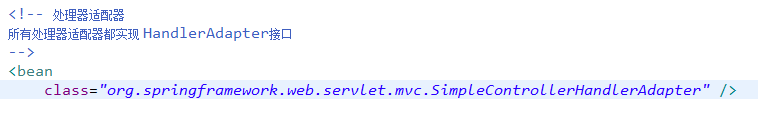 <!-- 处理器适配器
所有处理器适配器都实现 HandlerAdapter接口
-->
<bean
class="org.springframework.web.servlet.mvc.SimpleControllerHandlerAdapter" />